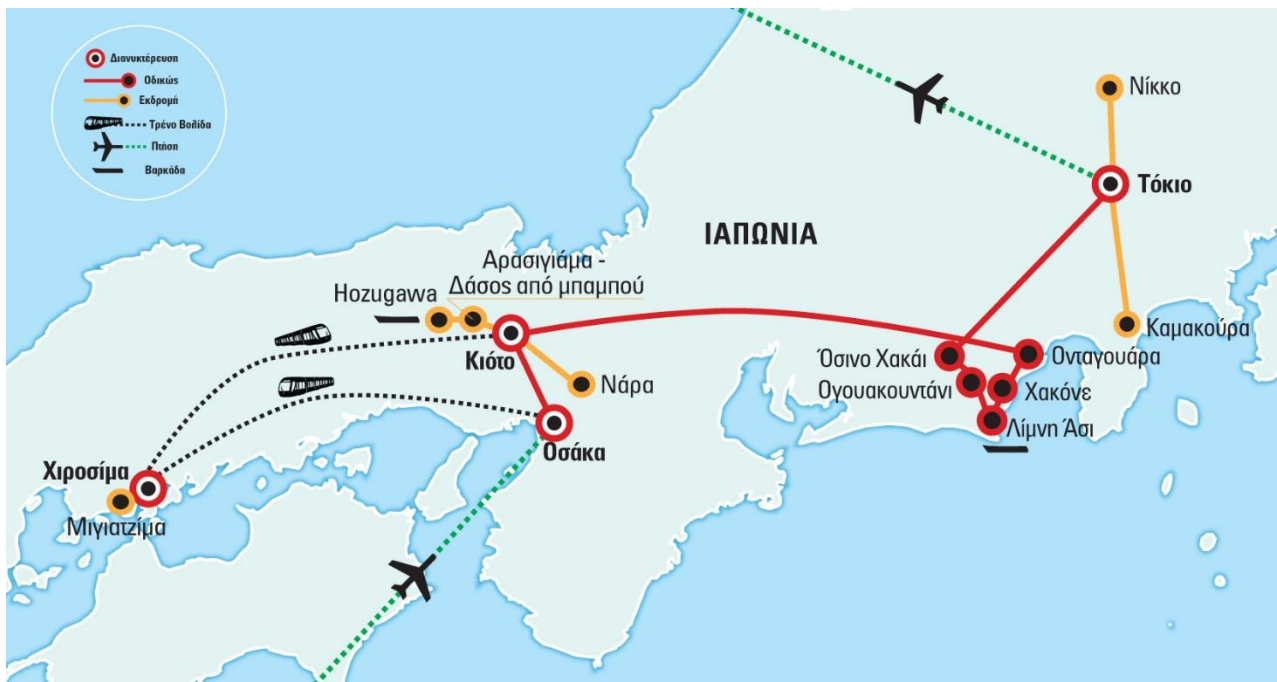 Διανυκτέρευση
Οδικώς
Εκδρομή
Τρένο Βολίδα
Πτήση
Βαρκάδα
Νίκκο
Τόκιο
ΙΑΠΩΝΙΑ
Αρασιγιάμα -
Δάσος από μπαμπού
Hozugawa
Κιότο
Νάρα
Οσάκα
Καμακούρα
Όσινο Χακάι
Ονταγουάρα
Ογουακουντάνι
Χακόνε
Λίμνη Άσι
Χιροσίμα
Μιγιατζίμα